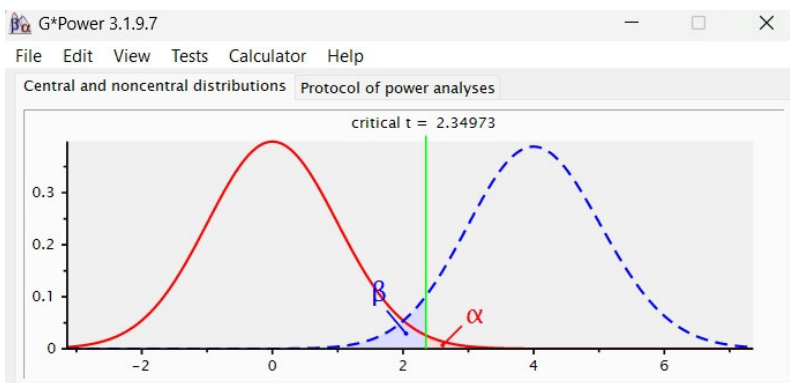 G*Power 3.1.9.7
File Edit View Tests Calculator Help
Central and noncentral distributions Protocol of power analyses
critical t = 2.34973
0.3
0.2
β
α
0.1
0
-2 0 2 4 6